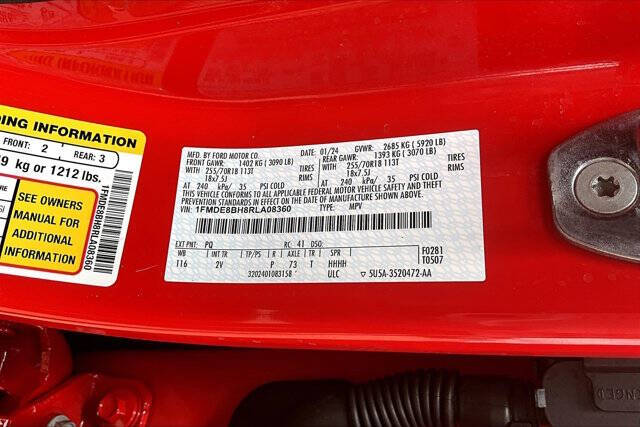 DING INFORMATION
FRONT: 2 REAR: 3
9 kg or 1212 lbs.
SEE OWNERS
MANUAL FOR
ADDITIONAL
INFORMATION
1FMDE8BH8RLA08360
MFD. BY FORD MOTOR CO.
01/24 GVWR: 2685 KG ( 5920 LB)
FRONT GAWR: 1402 KG ( 3090 LB)
REAR GAWR: 1393 KG ( 3070 LB)
255/70R18 113T TIRES
18x7.5J RIMS
AT 240 kPa/ 35 PSI COLD
255/70R18 113T TIRES
18x7.5J RIMS
AT 240 kPa/ 35 PSI COLD
THIS VEHICLE CONFORMS TO ALL APPLICABLE FEDERAL MOTOR VEHICLE SAFETY AND THEFT PREVENTION STANDARDS IN EFFECT ON THE DATE OF MANUFACTURE SHOWN ABOVE.
VIN: 1FMDE8BH8RLA08360 TYPE: MPV
EXT PNT: PQ RC: 41 DSO:
WB INT TR TP/PS R AXLE TR SPR
116 2V P 73 T HHHH
F0281
T0507
3202401083158 ULC 5U5A-3520472-AA